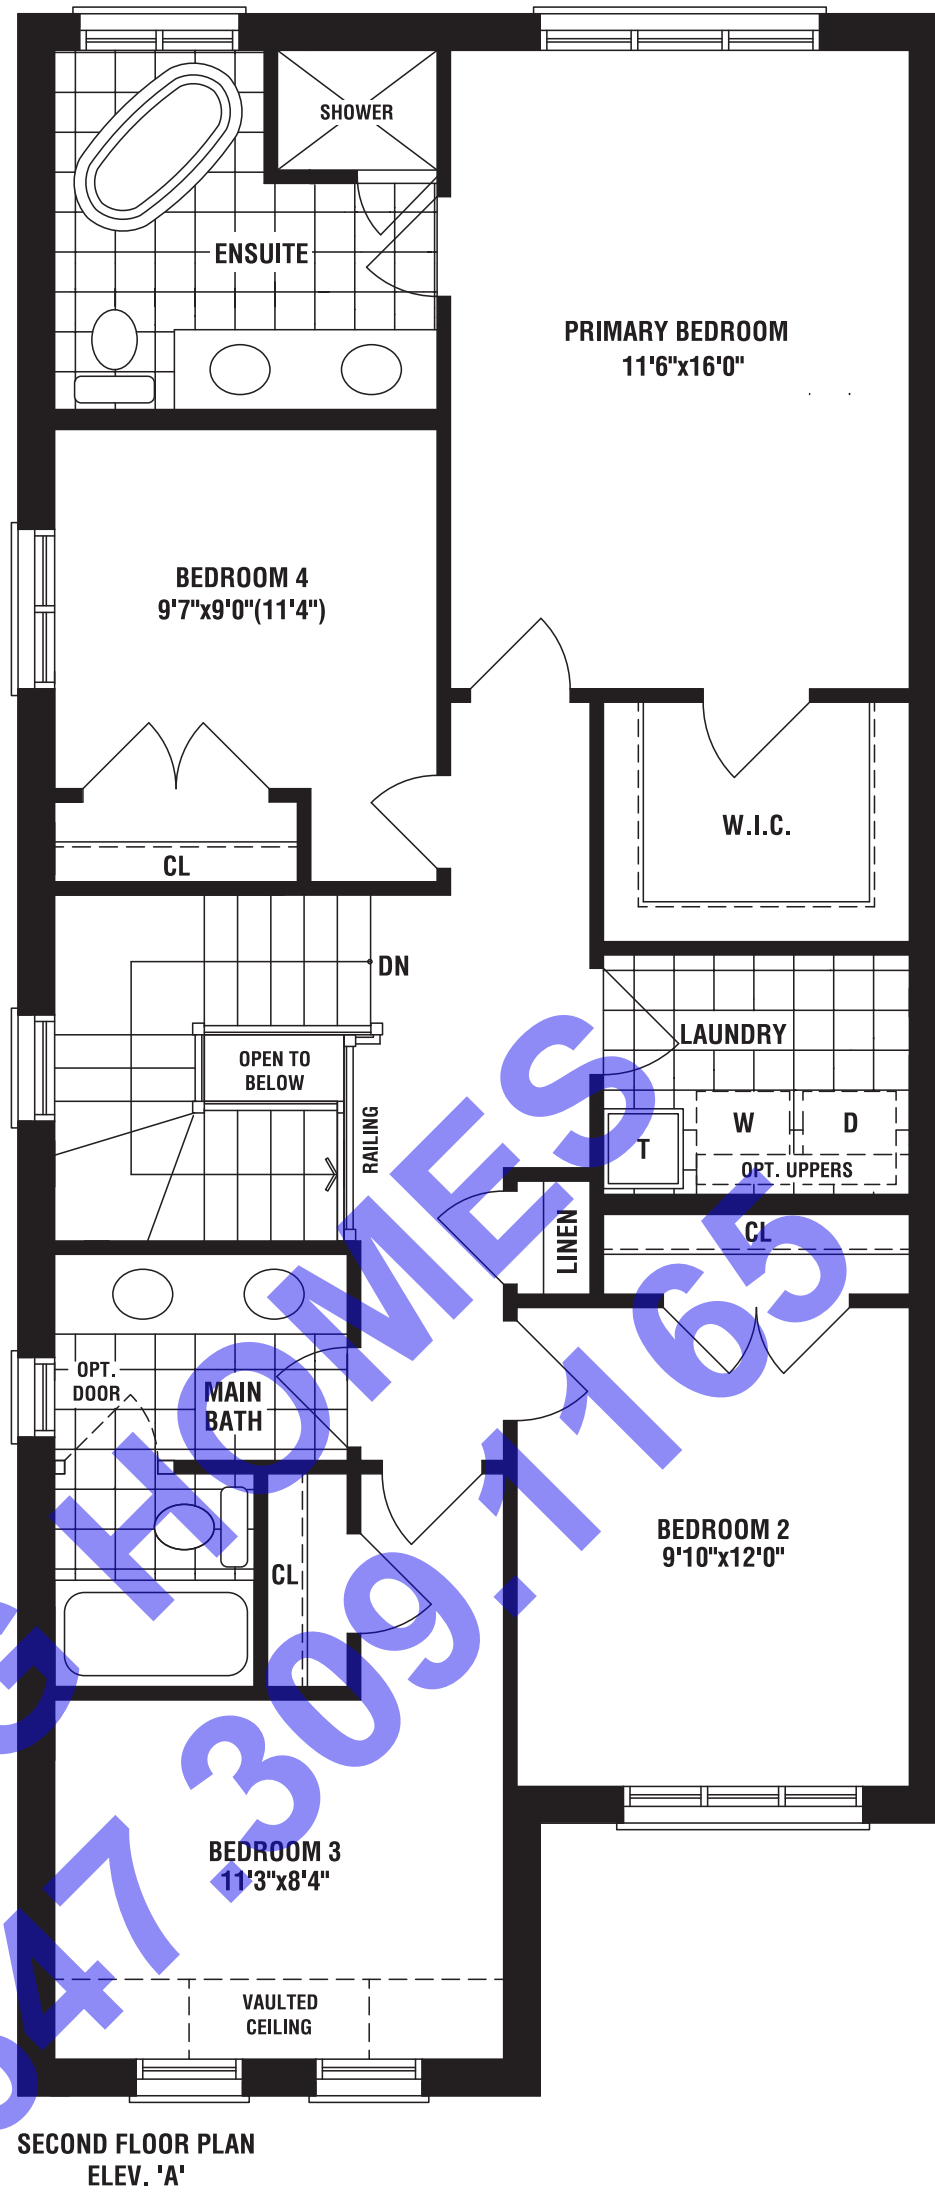 SHOWER
ENSUITE
PRIMARY BEDROOM
11'6"x16'0"
BEDROOM 4
9'7"x9'0"(11'4")
CL
W.I.C.
DN
OPEN TO
BELOW
RAILING
LAUNDRY
W
D
T
OPT. UPPERS
LINEN
CL
OPT.
DOOR
MAIN
BATH
CL
BEDROOM 2
9'10"x12'0"
BEDROOM 3
11'3"x8'4"
VAULTED
CEILING
SECOND FLOOR PLAN
ELEV. 'A'
G HOMES
647.309.1165